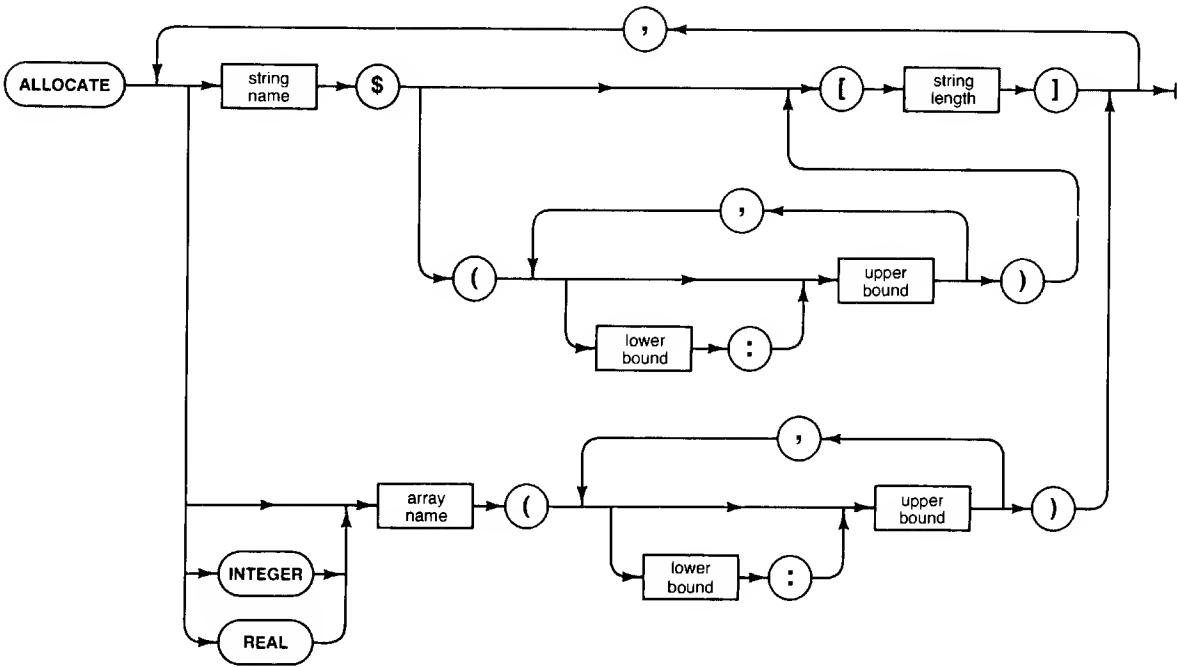 ,
ALLOCATE
string
name
$
[
string
length
]
,
(
upper
bound
)
lower
bound
:
,
array
name
(
upper
bound
)
lower
bound
:
INTEGER
REAL